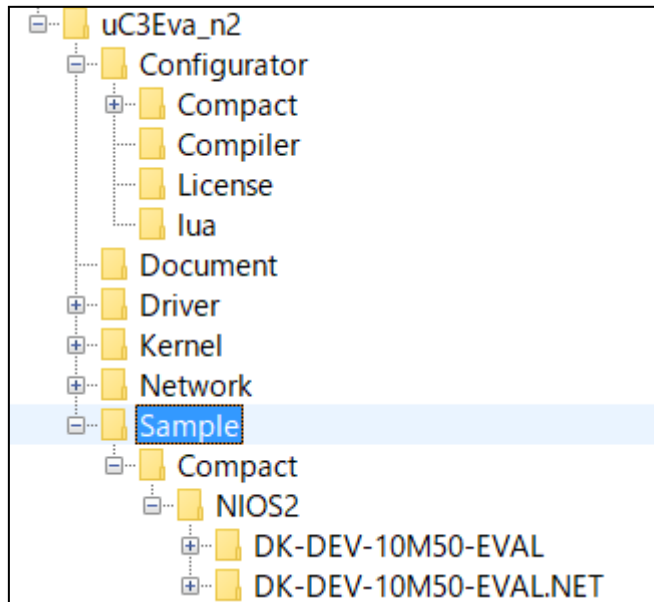 uC3Eva_n2
Configurator
Compact
Compiler
License
lua
Document
Driver
Kernel
Network
Sample
Compact
NIOS2
DK-DEV-10M50-EVAL
DK-DEV-10M50-EVAL.NET